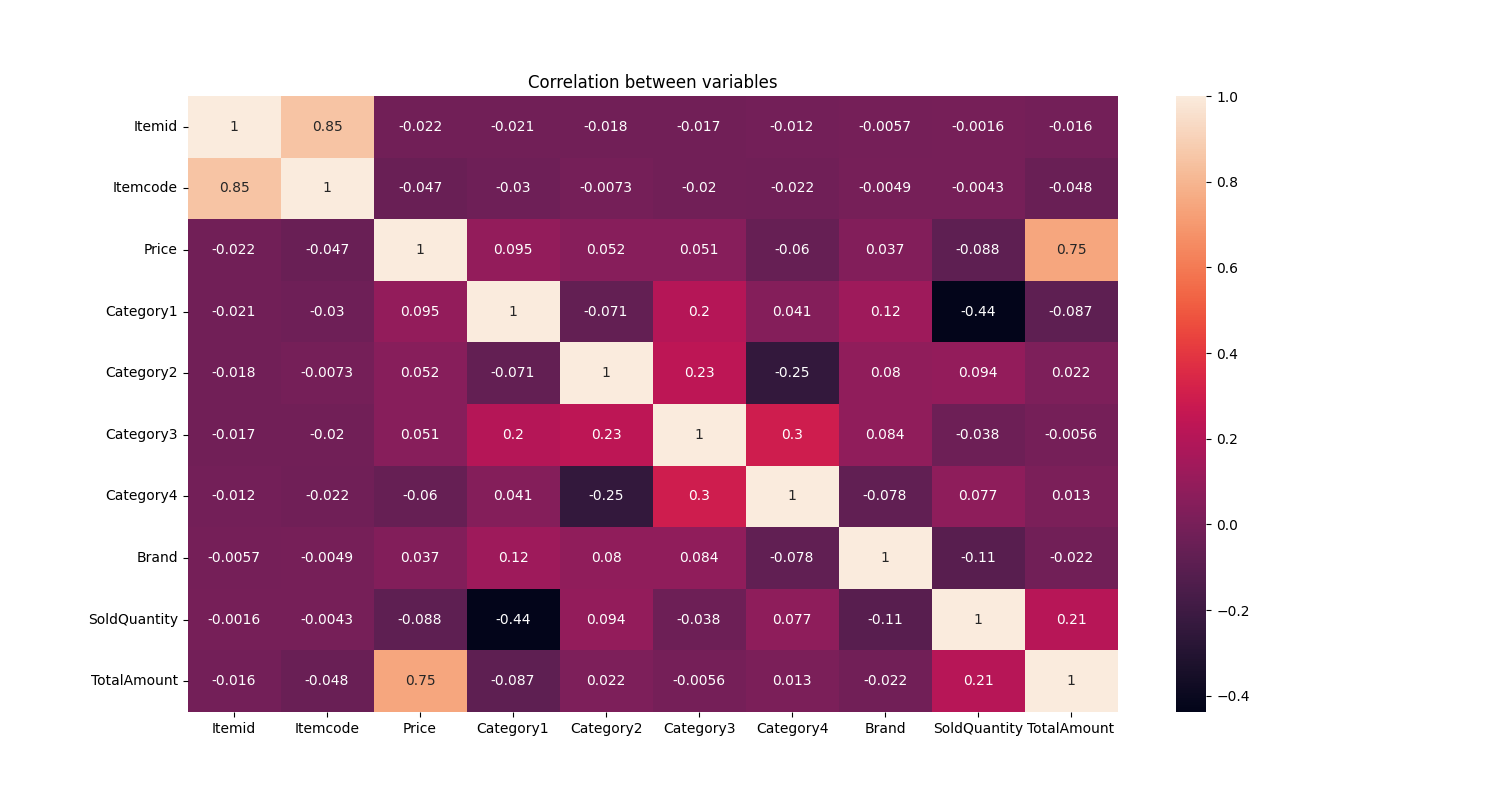 Correlation between variables
Itemid 1 0.85 -0.022 -0.021 -0.018 -0.017 -0.012 -0.0057 -0.0016 -0.016
Itemcode 0.85 1 -0.047 -0.03 -0.0073 -0.02 -0.022 -0.0049 -0.0043 -0.048
Price -0.022 -0.047 1 0.095 0.052 0.051 -0.06 0.037 -0.088 0.75
Category1 -0.021 -0.03 0.095 1 -0.071 0.2 0.041 0.12 -0.44 -0.087
Category2 -0.018 -0.0073 0.052 -0.071 1 0.23 -0.25 0.08 0.094 0.022
Category3 -0.017 -0.02 0.051 0.2 0.23 1 0.3 0.084 -0.038 -0.0056
Category4 -0.012 -0.022 -0.06 0.041 -0.25 0.3 1 -0.078 0.077 0.013
Brand -0.0057 -0.0049 0.037 0.12 0.08 0.084 -0.078 1 -0.11 -0.022
SoldQuantity -0.0016 -0.0043 -0.088 -0.44 0.094 -0.038 0.077 -0.11 1 0.21
TotalAmount -0.016 -0.048 0.75 -0.087 0.022 -0.0056 0.013 -0.022 0.21 1
Itemid Itemcode Price Category1 Category2 Category3 Category4 Brand SoldQuantity TotalAmount
1.0
0.8
0.6
0.4
0.2
0.0
−0.2
−0.4